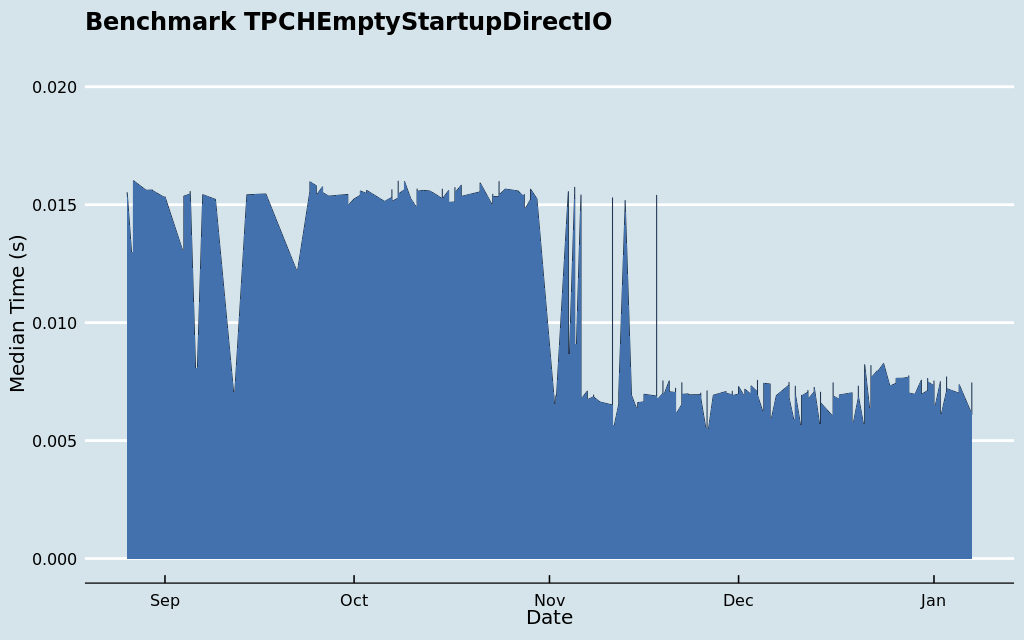 Benchmark TPCHEmptyStartupDirectIO
Median Time (s)
0.020
0.015
0.010
0.005
0.000
Sep Oct Nov Dec Jan
Date